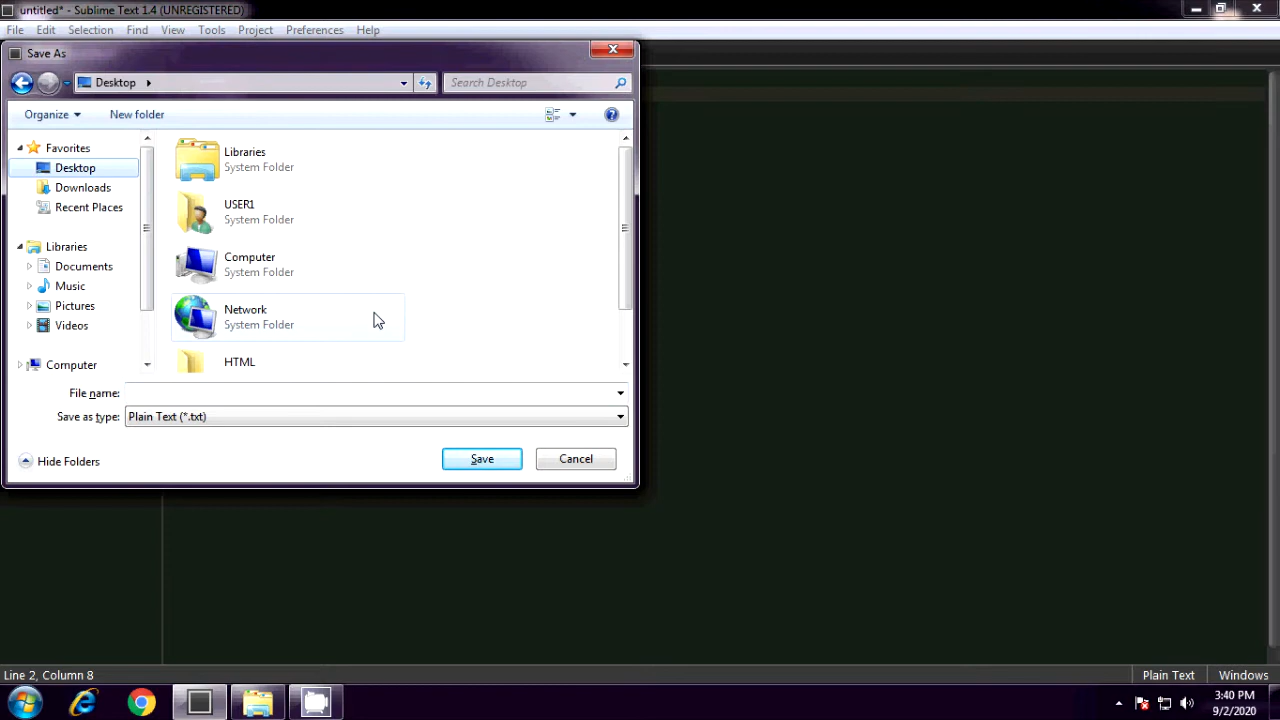 untitled* - Sublime Text 1.4 (UNREGISTERED)
File Edit Selection Find View Tools Project Preferences Help
Save As
Desktop
Search Desktop
Organize
New folder
Favorites
Desktop
Downloads
Recent Places
Libraries
Documents
Music
Pictures
Videos
Computer
Libraries
System Folder
USER1
System Folder
Computer
System Folder
Network
System Folder
HTML
File name:
Save as type: Plain Text (*.txt)
Hide Folders
Save
Cancel
Line 2, Column 8
Plain Text
Windows
3:40 PM
9/2/2020